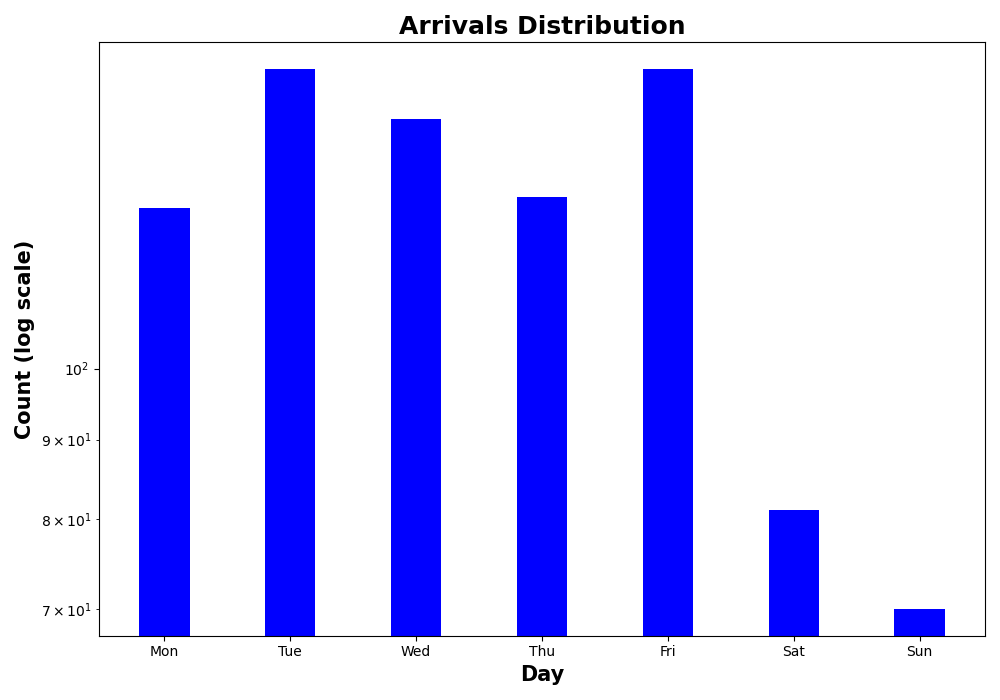 Arrivals Distribution
Count (log scale)
10²
9 × 10¹
8 × 10¹
7 × 10¹
Mon Tue Wed Thu Fri Sat Sun
Day